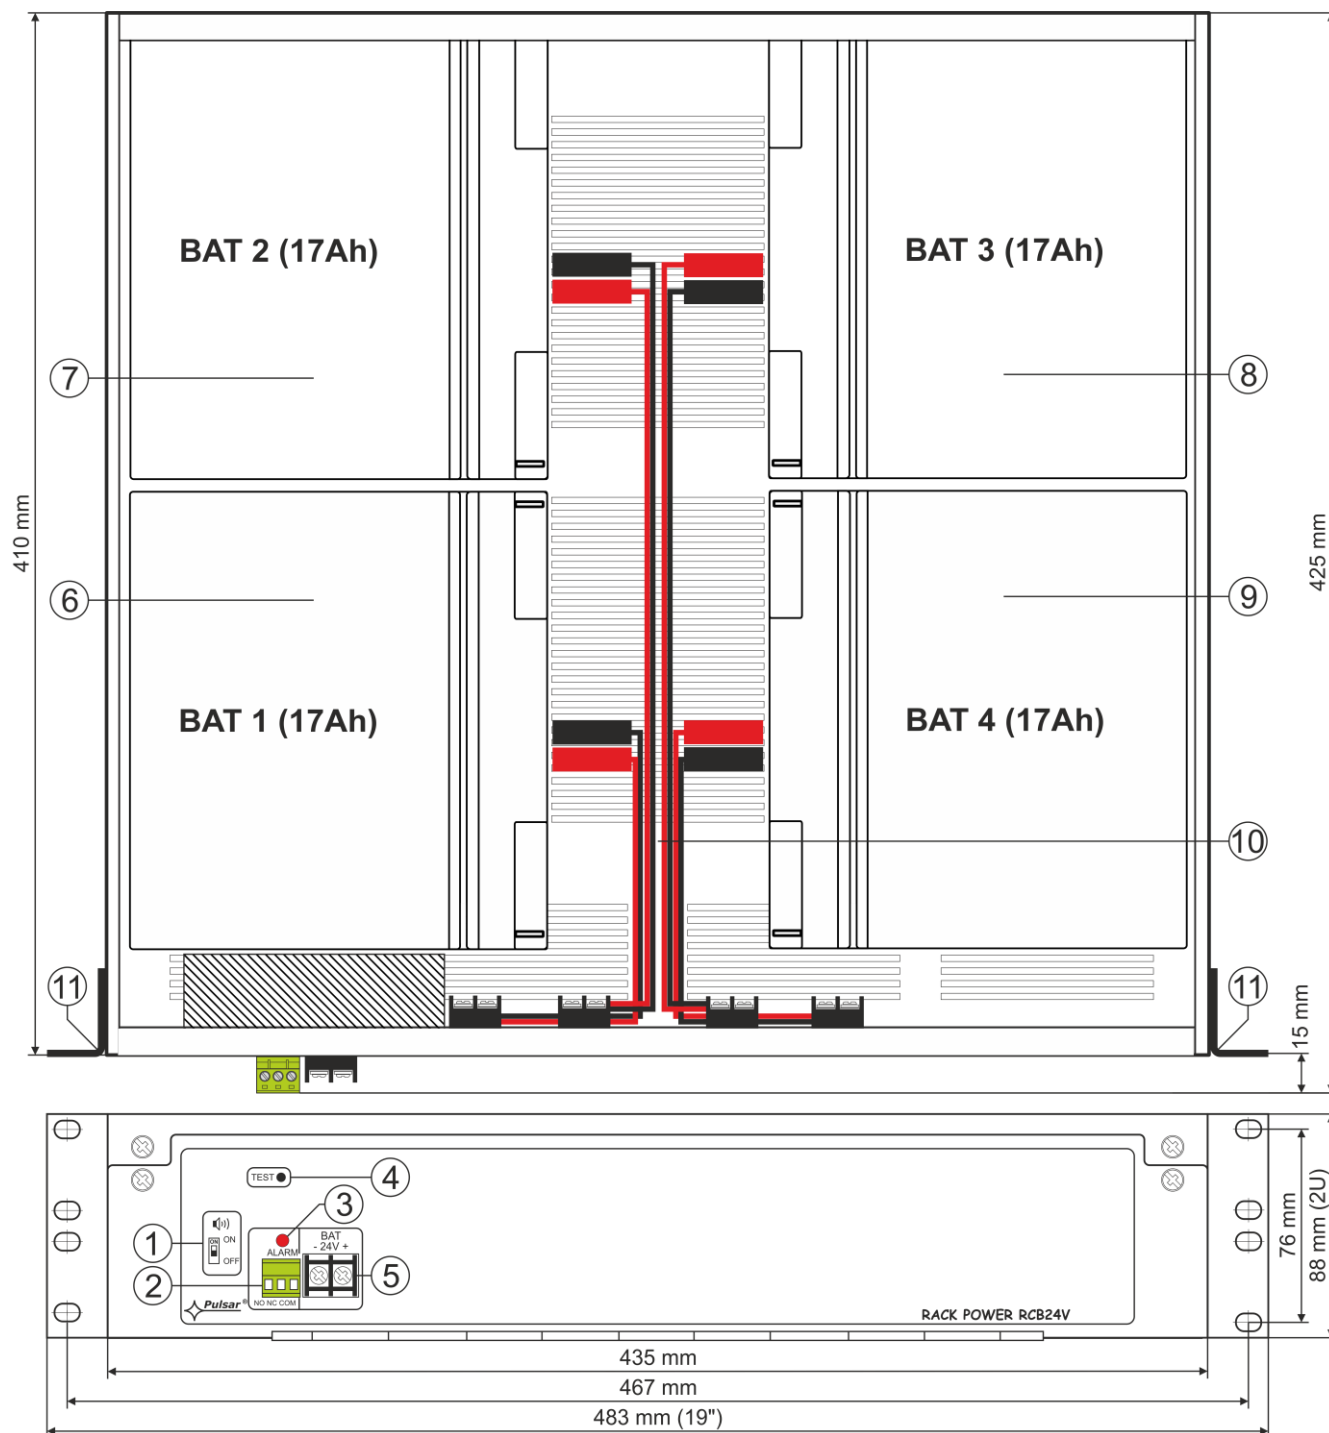 BAT 2 (17Ah)
BAT 3 (17Ah)
7
8
410 mm
425 mm
6
9
BAT 1 (17Ah)
BAT 4 (17Ah)
10
11
11
15 mm
TEST
4
3
1
ON
ON
OFF
ALARM
BAT
- 24V +
2
5
NO NC COM
Pulsar®
RACK POWER RCB24V
76 mm
88 mm (2U)
435 mm
467 mm
483 mm (19")